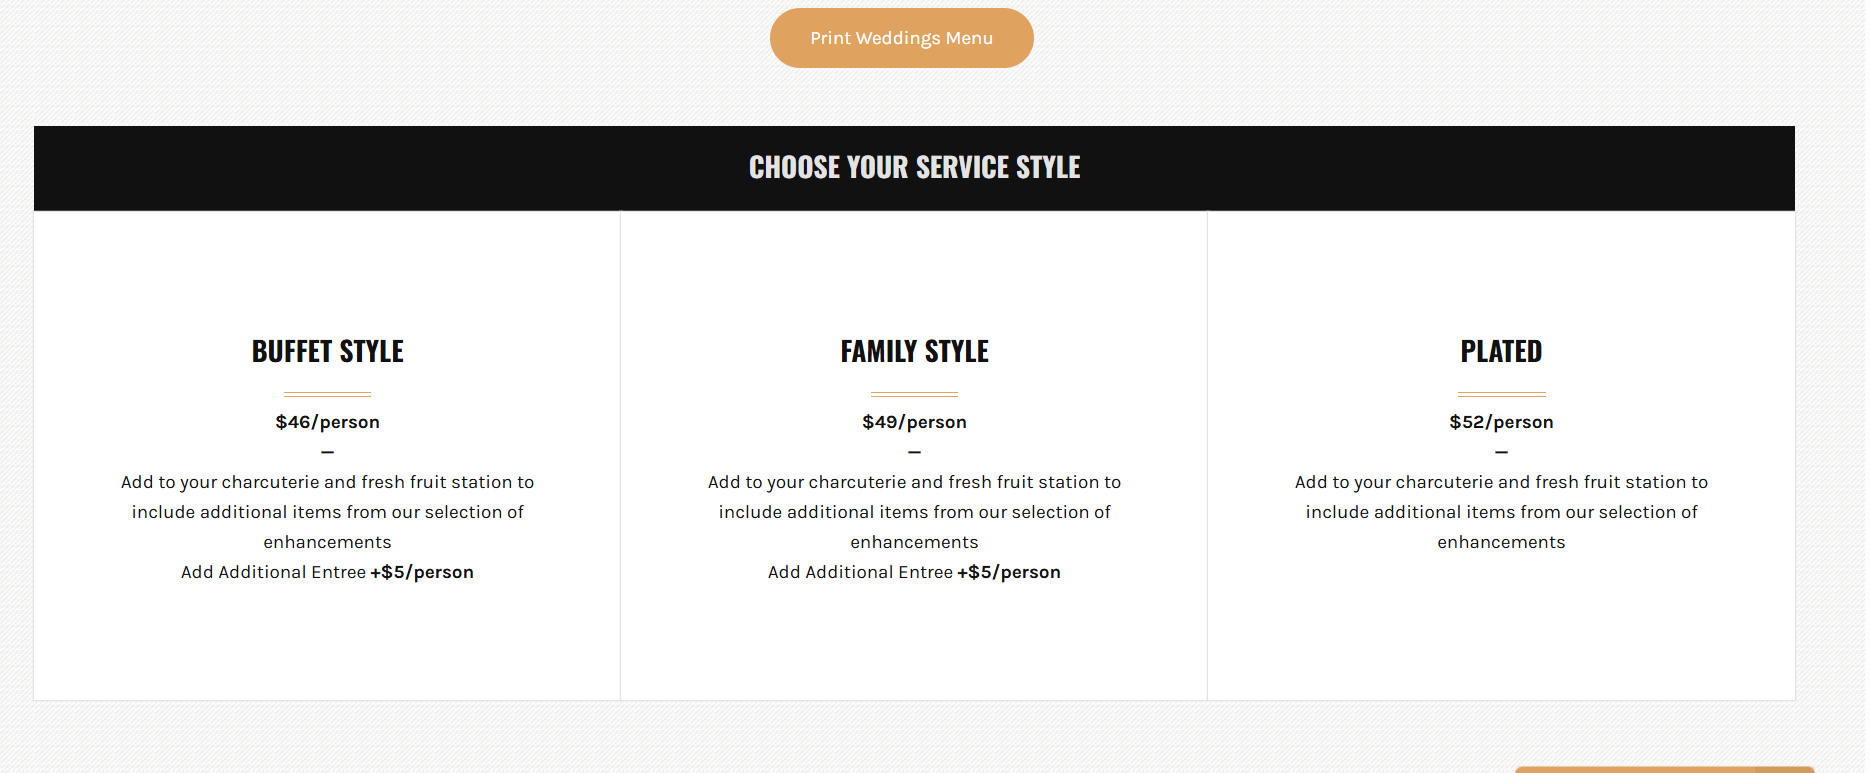 Print Weddings Menu
CHOOSE YOUR SERVICE STYLE
BUFFET STYLE
$46/person
–
Add to your charcuterie and fresh fruit station to
include additional items from our selection of
enhancements
Add Additional Entree +$5/person
FAMILY STYLE
$49/person
–
Add to your charcuterie and fresh fruit station to
include additional items from our selection of
enhancements
Add Additional Entree +$5/person
PLATED
$52/person
–
Add to your charcuterie and fresh fruit station to
include additional items from our selection of
enhancements